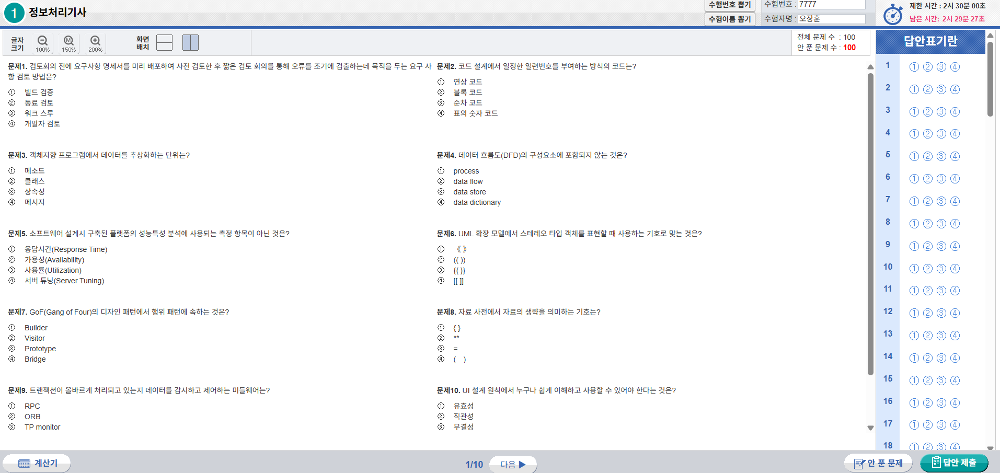 1 정보처리기사
수험번호 뽑기 수험번호 : 7777
수험이름 뽑기 수험자명 : 오장훈
제한 시간 : 2시 30분 00초
남은 시간: 2시 29분 27초
글자 크기 100% M 150% 200% 화면 배치
전체 문제 수 : 100
안 푼 문제 수 : 100
문제1. 검토회의 전에 요구사항 명세서를 미리 배포하여 사전 검토한 후 짧은 검토 회의를 통해 오류를 조기에 검출하는데 목적을 두는 요구 사
항 검토 방법은?
① 빌드 검증
② 동료 검토
③ 워크 스루
④ 개발자 검토
문제2. 코드 설계에서 일정한 일련번호를 부여하는 방식의 코드는?
① 연상 코드
② 블록 코드
③ 순차 코드
④ 표의 숫자 코드
문제3. 객체지향 프로그램에서 데이터를 추상화하는 단위는?
① 메소드
② 클래스
③ 상속성
④ 메시지
문제4. 데이터 흐름도(DFD)의 구성요소에 포함되지 않는 것은?
① process
② data flow
③ data store
④ data dictionary
문제5. 소프트웨어 설계시 구축된 플랫폼의 성능특성 분석에 사용되는 측정 항목이 아닌 것은?
① 응답시간(Response Time)
② 가용성(Availability)
③ 사용률(Utilization)
④ 서버 튜닝(Server Tuning)
문제6. UML 확장 모델에서 스테레오 타입 객체를 표현할 때 사용하는 기호로 맞는 것은?
① 《 》
② (( ))
③ {{ }}
④ [[ ]]
문제7. GoF(Gang of Four)의 디자인 패턴에서 행위 패턴에 속하는 것은?
① Builder
② Visitor
③ Prototype
④ Bridge
문제8. 자료 사전에서 자료의 생략을 의미하는 기호는?
① { }
② **
③ =
④ ( )
문제9. 트랜잭션이 올바르게 처리되고 있는지 데이터를 감시하고 제어하는 미들웨어는?
① RPC
② ORB
③ TP monitor
문제10. UI 설계 원칙에서 누구나 쉽게 이해하고 사용할 수 있어야 한다는 것은?
① 유효성
② 직관성
③ 무결성
답안표기란
1 ① ② ③ ④
2 ① ② ③ ④
3 ① ② ③ ④
4 ① ② ③ ④
5 ① ② ③ ④
6 ① ② ③ ④
7 ① ② ③ ④
8 ① ② ③ ④
9 ① ② ③ ④
10 ① ② ③ ④
11 ① ② ③ ④
12 ① ② ③ ④
13 ① ② ③ ④
14 ① ② ③ ④
15 ① ② ③ ④
16 ① ② ③ ④
17 ① ② ③ ④
18 ① ② ③ ④
계산기 1/10 다음 ▶ 안 푼 문제 답안 제출